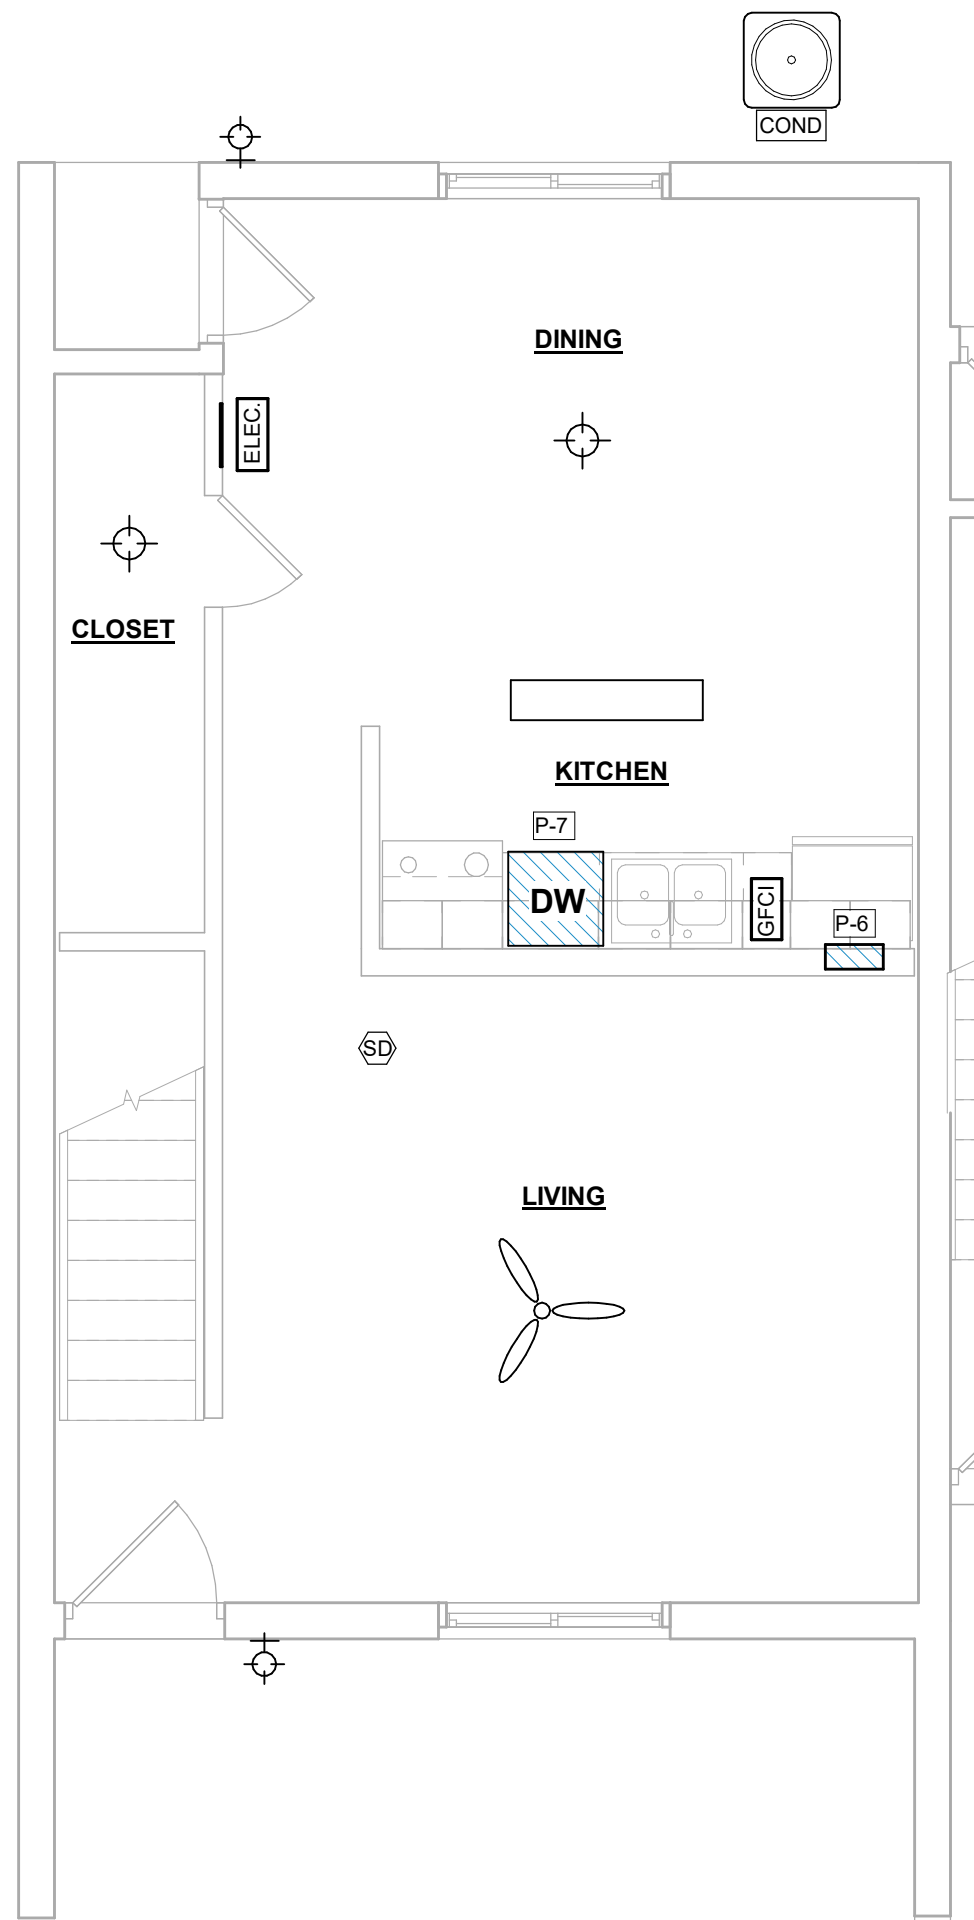 COND
DINING
ELEC.
CLOSET
KITCHEN
P-7
DW
GFCI
P-6
SD
LIVING